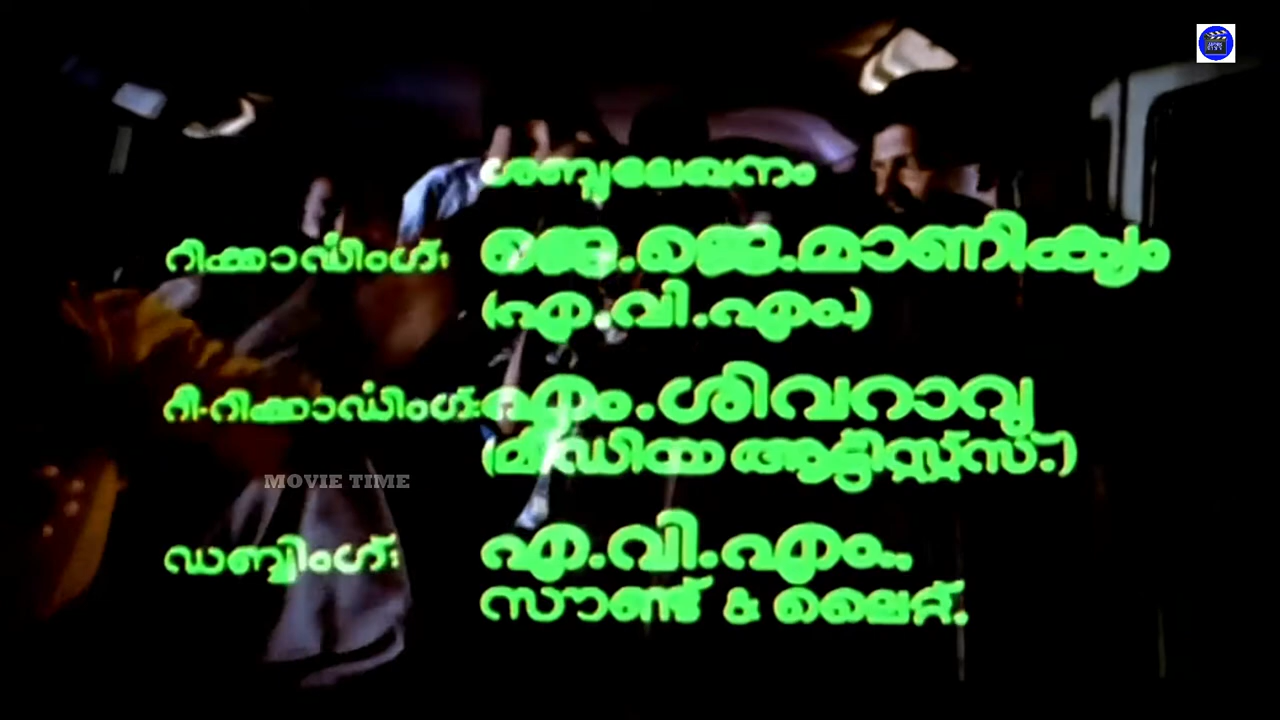 ശബ്ദലേഖനം
റിക്കാർഡിംഗ്: ജെ.ജെ.മാണിക്യം
(എ.വി.എം.)
റീ-റിക്കാർഡിംഗ്: എം.ശിവറാവു
(മീഡിയ ആർട്ടിസ്റ്റ്സ്.)
MOVIE TIME
ഡബ്ബിംഗ്: എ.വി.എം.,
സൗണ്ട് & ലൈറ്റ്.